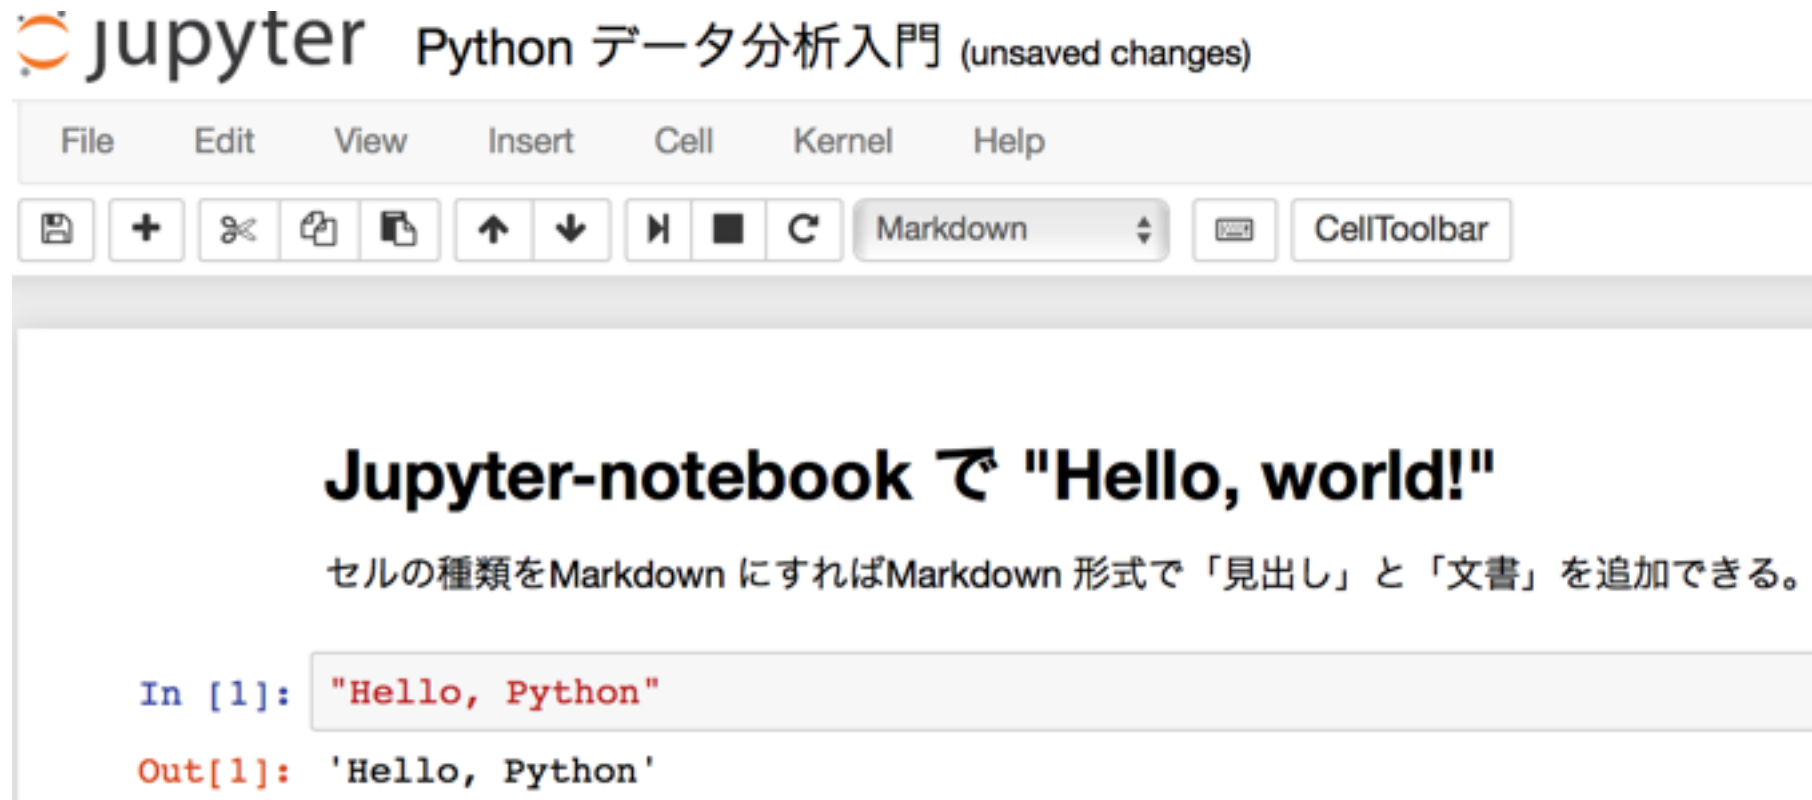 jupyter Python データ分析入門 (unsaved changes)
File Edit View Insert Cell Kernel Help
Markdown CellToolbar
Jupyter-notebook で "Hello, world!"
セルの種類をMarkdown にすればMarkdown 形式で「見出し」と「文書」を追加できる。
In [1]: "Hello, Python"
Out[1]: 'Hello, Python'